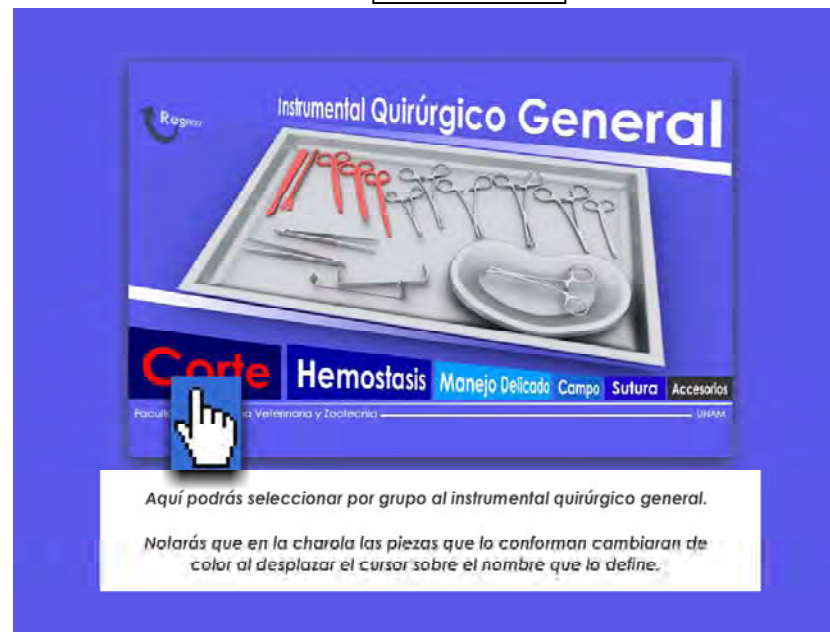 Regreso
Instrumental Quirúrgico General
Corte Hemostasis Manejo Delicado Campo Sutura Accesorios
Veterinaria y Zootecnia UNAM
Aquí podrás seleccionar por grupo al instrumental quirúrgico general.
Notarás que en la charola las piezas que lo conforman cambiaran de
color al desplazar el cursor sobre el nombre que lo define.